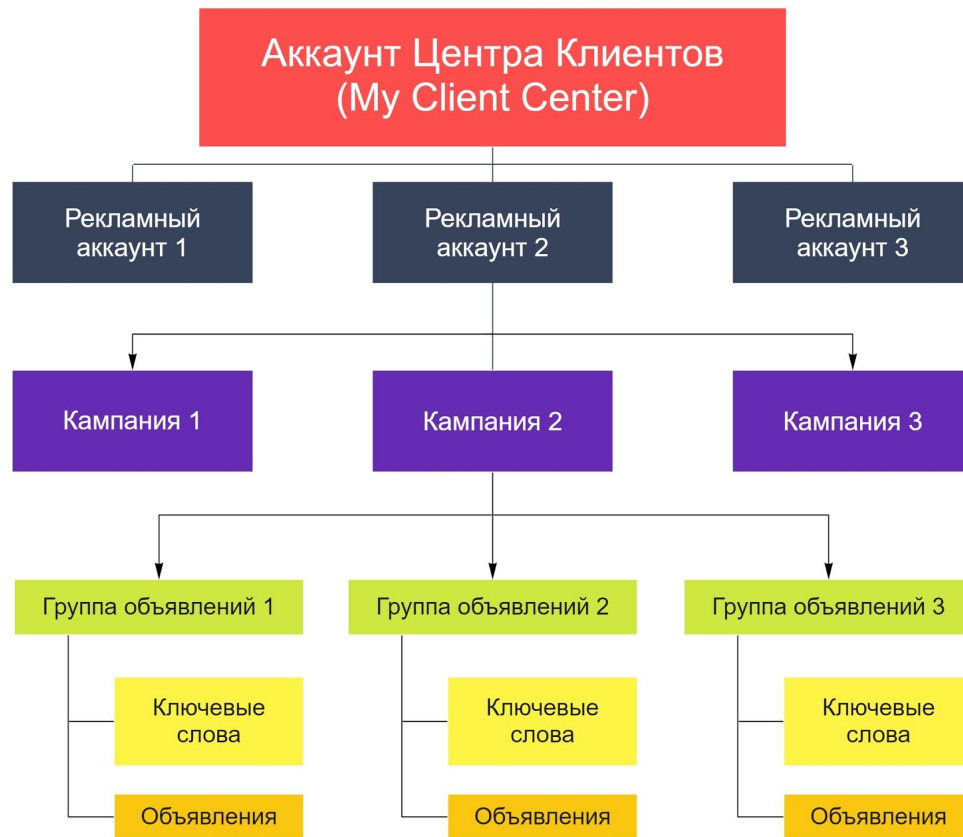 Аккаунт Центра Клиентов
(My Client Center)
Рекламный
аккаунт 1
Рекламный
аккаунт 2
Рекламный
аккаунт 3
Кампания 1
Кампания 2
Кампания 3
Группа объявлений 1
Группа объявлений 2
Группа объявлений 3
Ключевые
слова
Ключевые
слова
Ключевые
слова
Объявления
Объявления
Объявления